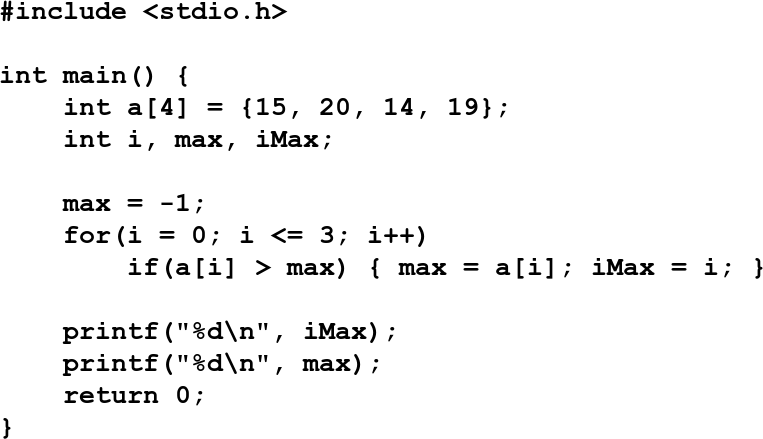 #include <stdio.h>
int main() {
    int a[4] = {15, 20, 14, 19};
    int i, max, iMax;
    max = -1;
    for(i = 0; i <= 3; i++)
        if(a[i] > max) { max = a[i]; iMax = i; }
    printf("%d\n", iMax);
    printf("%d\n", max);
    return 0;
}